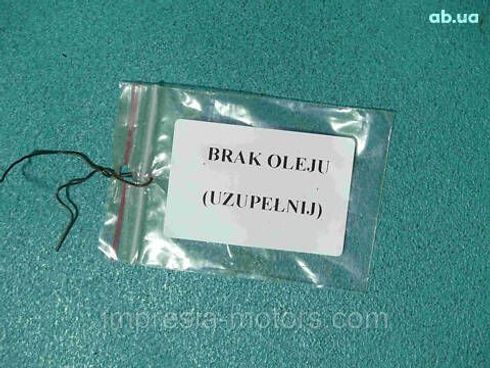 ab.ua
BRAK OLEJU
(UZUPEŁNIJ)
impresia-motors.com